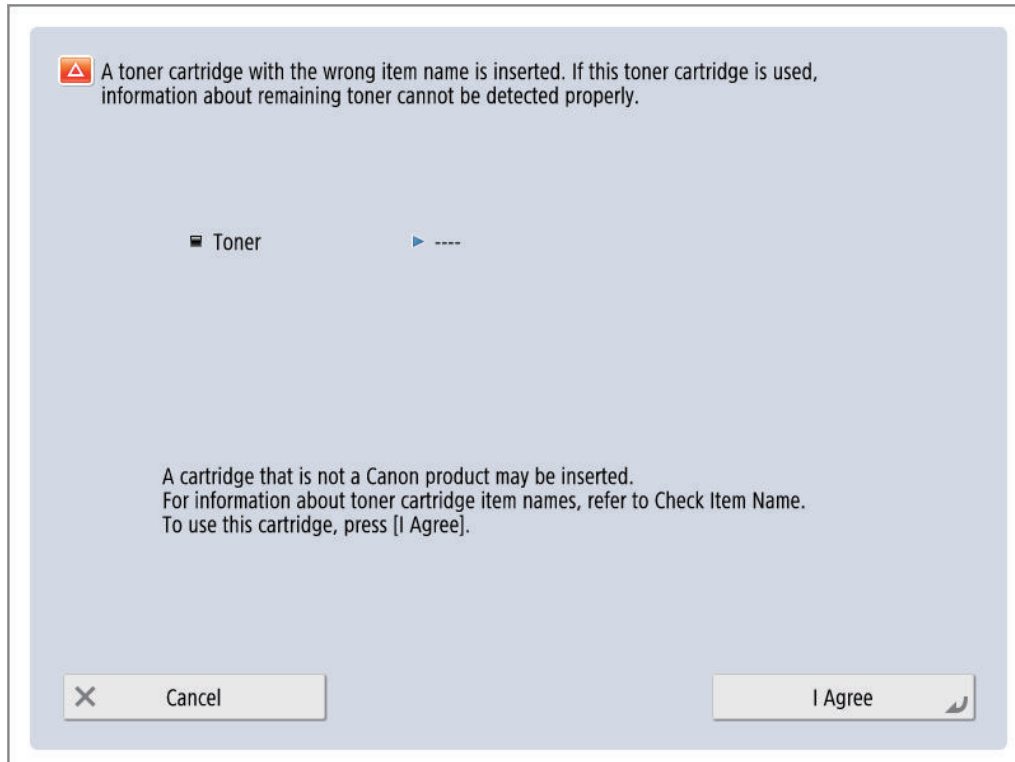 A toner cartridge with the wrong item name is inserted. If this toner cartridge is used,
information about remaining toner cannot be detected properly.
Toner ----
A cartridge that is not a Canon product may be inserted.
For information about toner cartridge item names, refer to Check Item Name.
To use this cartridge, press [I Agree].
Cancel I Agree